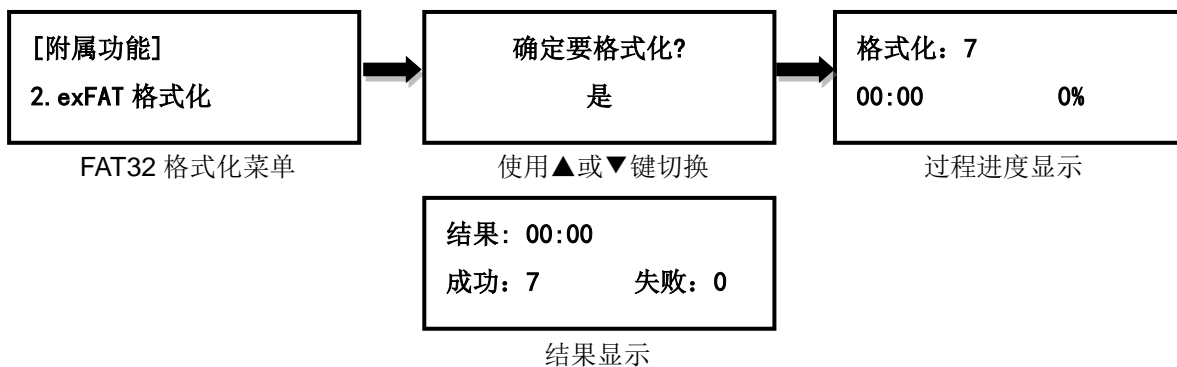 [附属功能]
2. exFAT 格式化
FAT32 格式化菜单
确定要格式化?
是
使用▲或▼键切换
格式化：7
00:00 0%
过程进度显示
结果: 00:00
成功：7 失败：0
结果显示